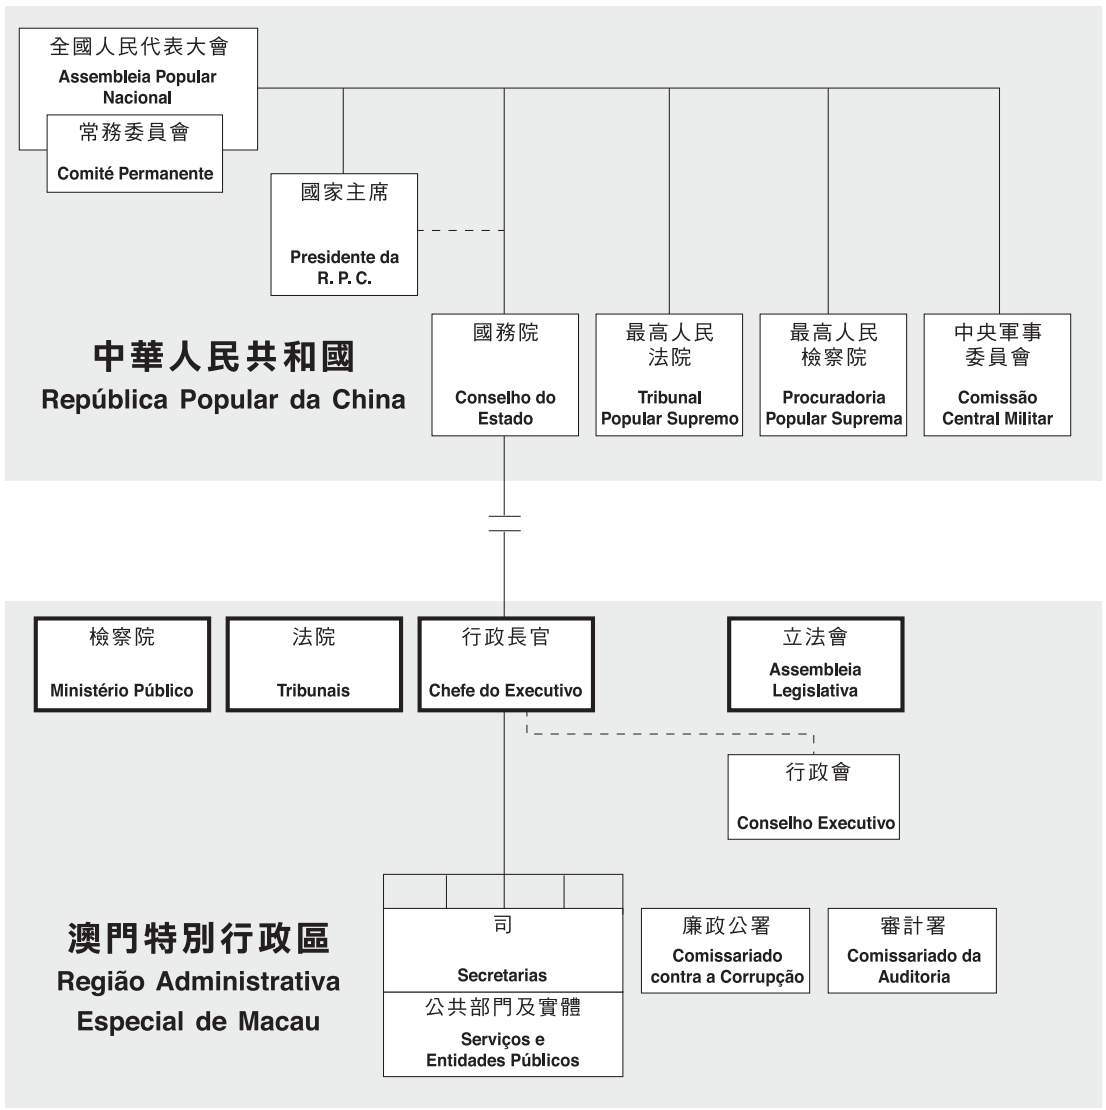 全國人民代表大會
Assembleia Popular
Nacional
常務委員會
Comité Permanente
國家主席
Presidente da
R. P. C.
中華人民共和國
República Popular da China
國務院
Conselho do
Estado
最高人民
法院
Tribunal
Popular Supremo
最高人民
檢察院
Procuradoria
Popular Suprema
中央軍事
委員會
Comissão
Central Militar
檢察院
Ministério Público
法院
Tribunais
行政長官
Chefe do Executivo
立法會
Assembleia
Legislativa
行政會
Conselho Executivo
澳門特別行政區
Região Administrativa
Especial de Macau
司
Secretarias
公共部門及實體
Serviços e
Entidades Públicos
廉政公署
Comissariado
contra a Corrupção
審計署
Comissariado da
Auditoria